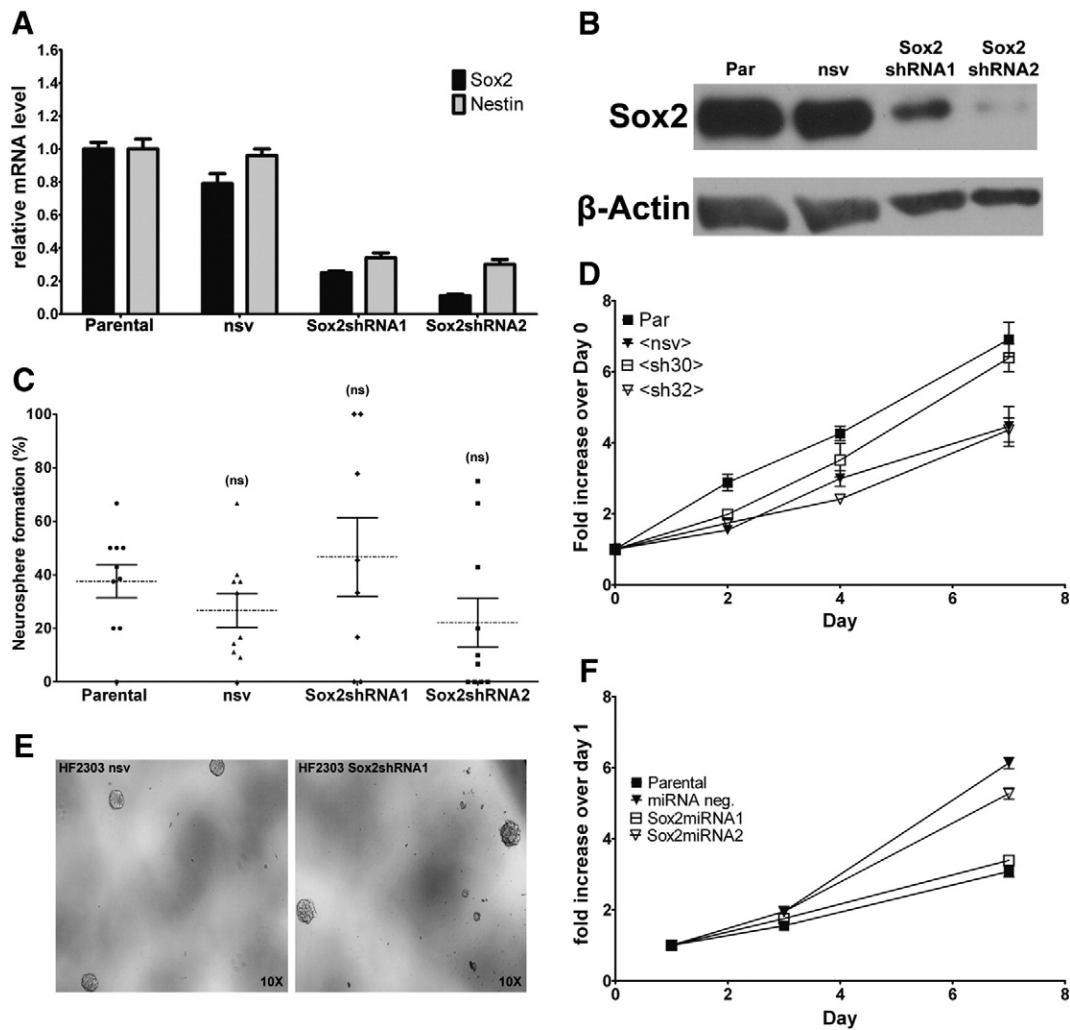 A
relative mRNA level
1.6
1.4
1.2
1.0
0.8
0.6
0.4
0.2
0.0
Sox2
Nestin
Parental nsv Sox2shRNA1 Sox2shRNA2
B
Par nsv Sox2 shRNA1 Sox2 shRNA2
Sox2
β-Actin
C
Neurosphere formation (%)
100
80
60
40
20
0
(ns)
(ns)
(ns)
Parental nsv Sox2shRNA1 Sox2shRNA2
D
Fold increase over Day 0
8
6
4
2
0
Par
<nsv>
<sh30>
<sh32>
0 2 4 6 8
Day
E
HF2303 nsv
10X
HF2303 Sox2shRNA1
10X
F
fold increase over day 1
8
6
4
2
0
Parental
miRNA neg.
Sox2miRNA1
Sox2miRNA2
0 2 4 6 8
Day